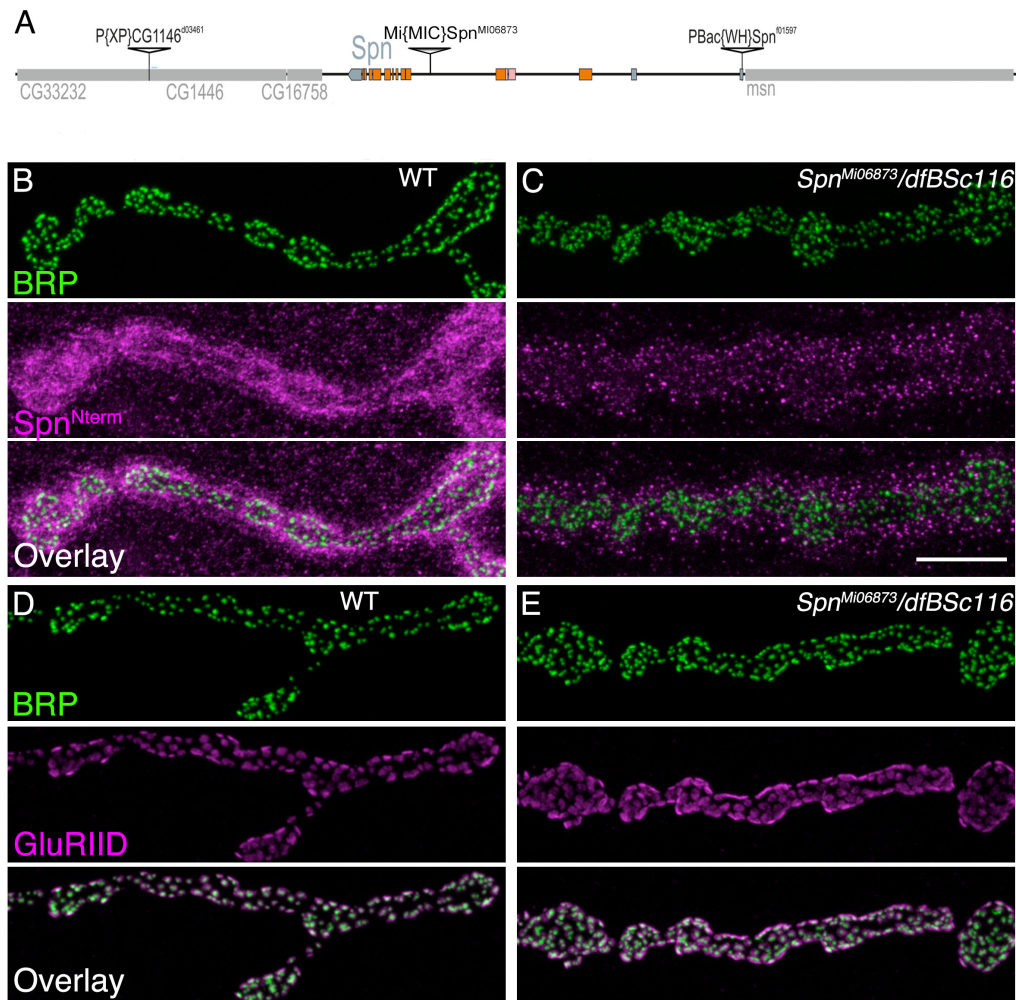 A
P{XP}CG1146d03461
Mi{MIC}SpnMI06873
PBac{WH}Spnf01597
Spn
CG33232
CG1446
CG16758
msn
B
WT
BRP
C
SpnMi06873/dfBSc116
SpnNterm
Overlay
D
WT
BRP
E
SpnMi06873/dfBSc116
GluRIID
Overlay